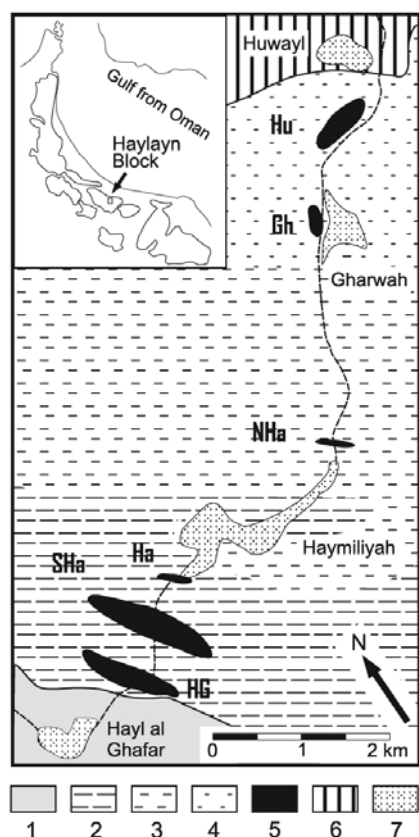 Huwayl
Gulf from Oman
Haylayn
Block
Hu
Gh
Gharwah
NHa
Haymiliyah
Ha
SHa
N
HG
Hayl al
Ghafar
0 1 2 km
1 2 3 4 5 6 7